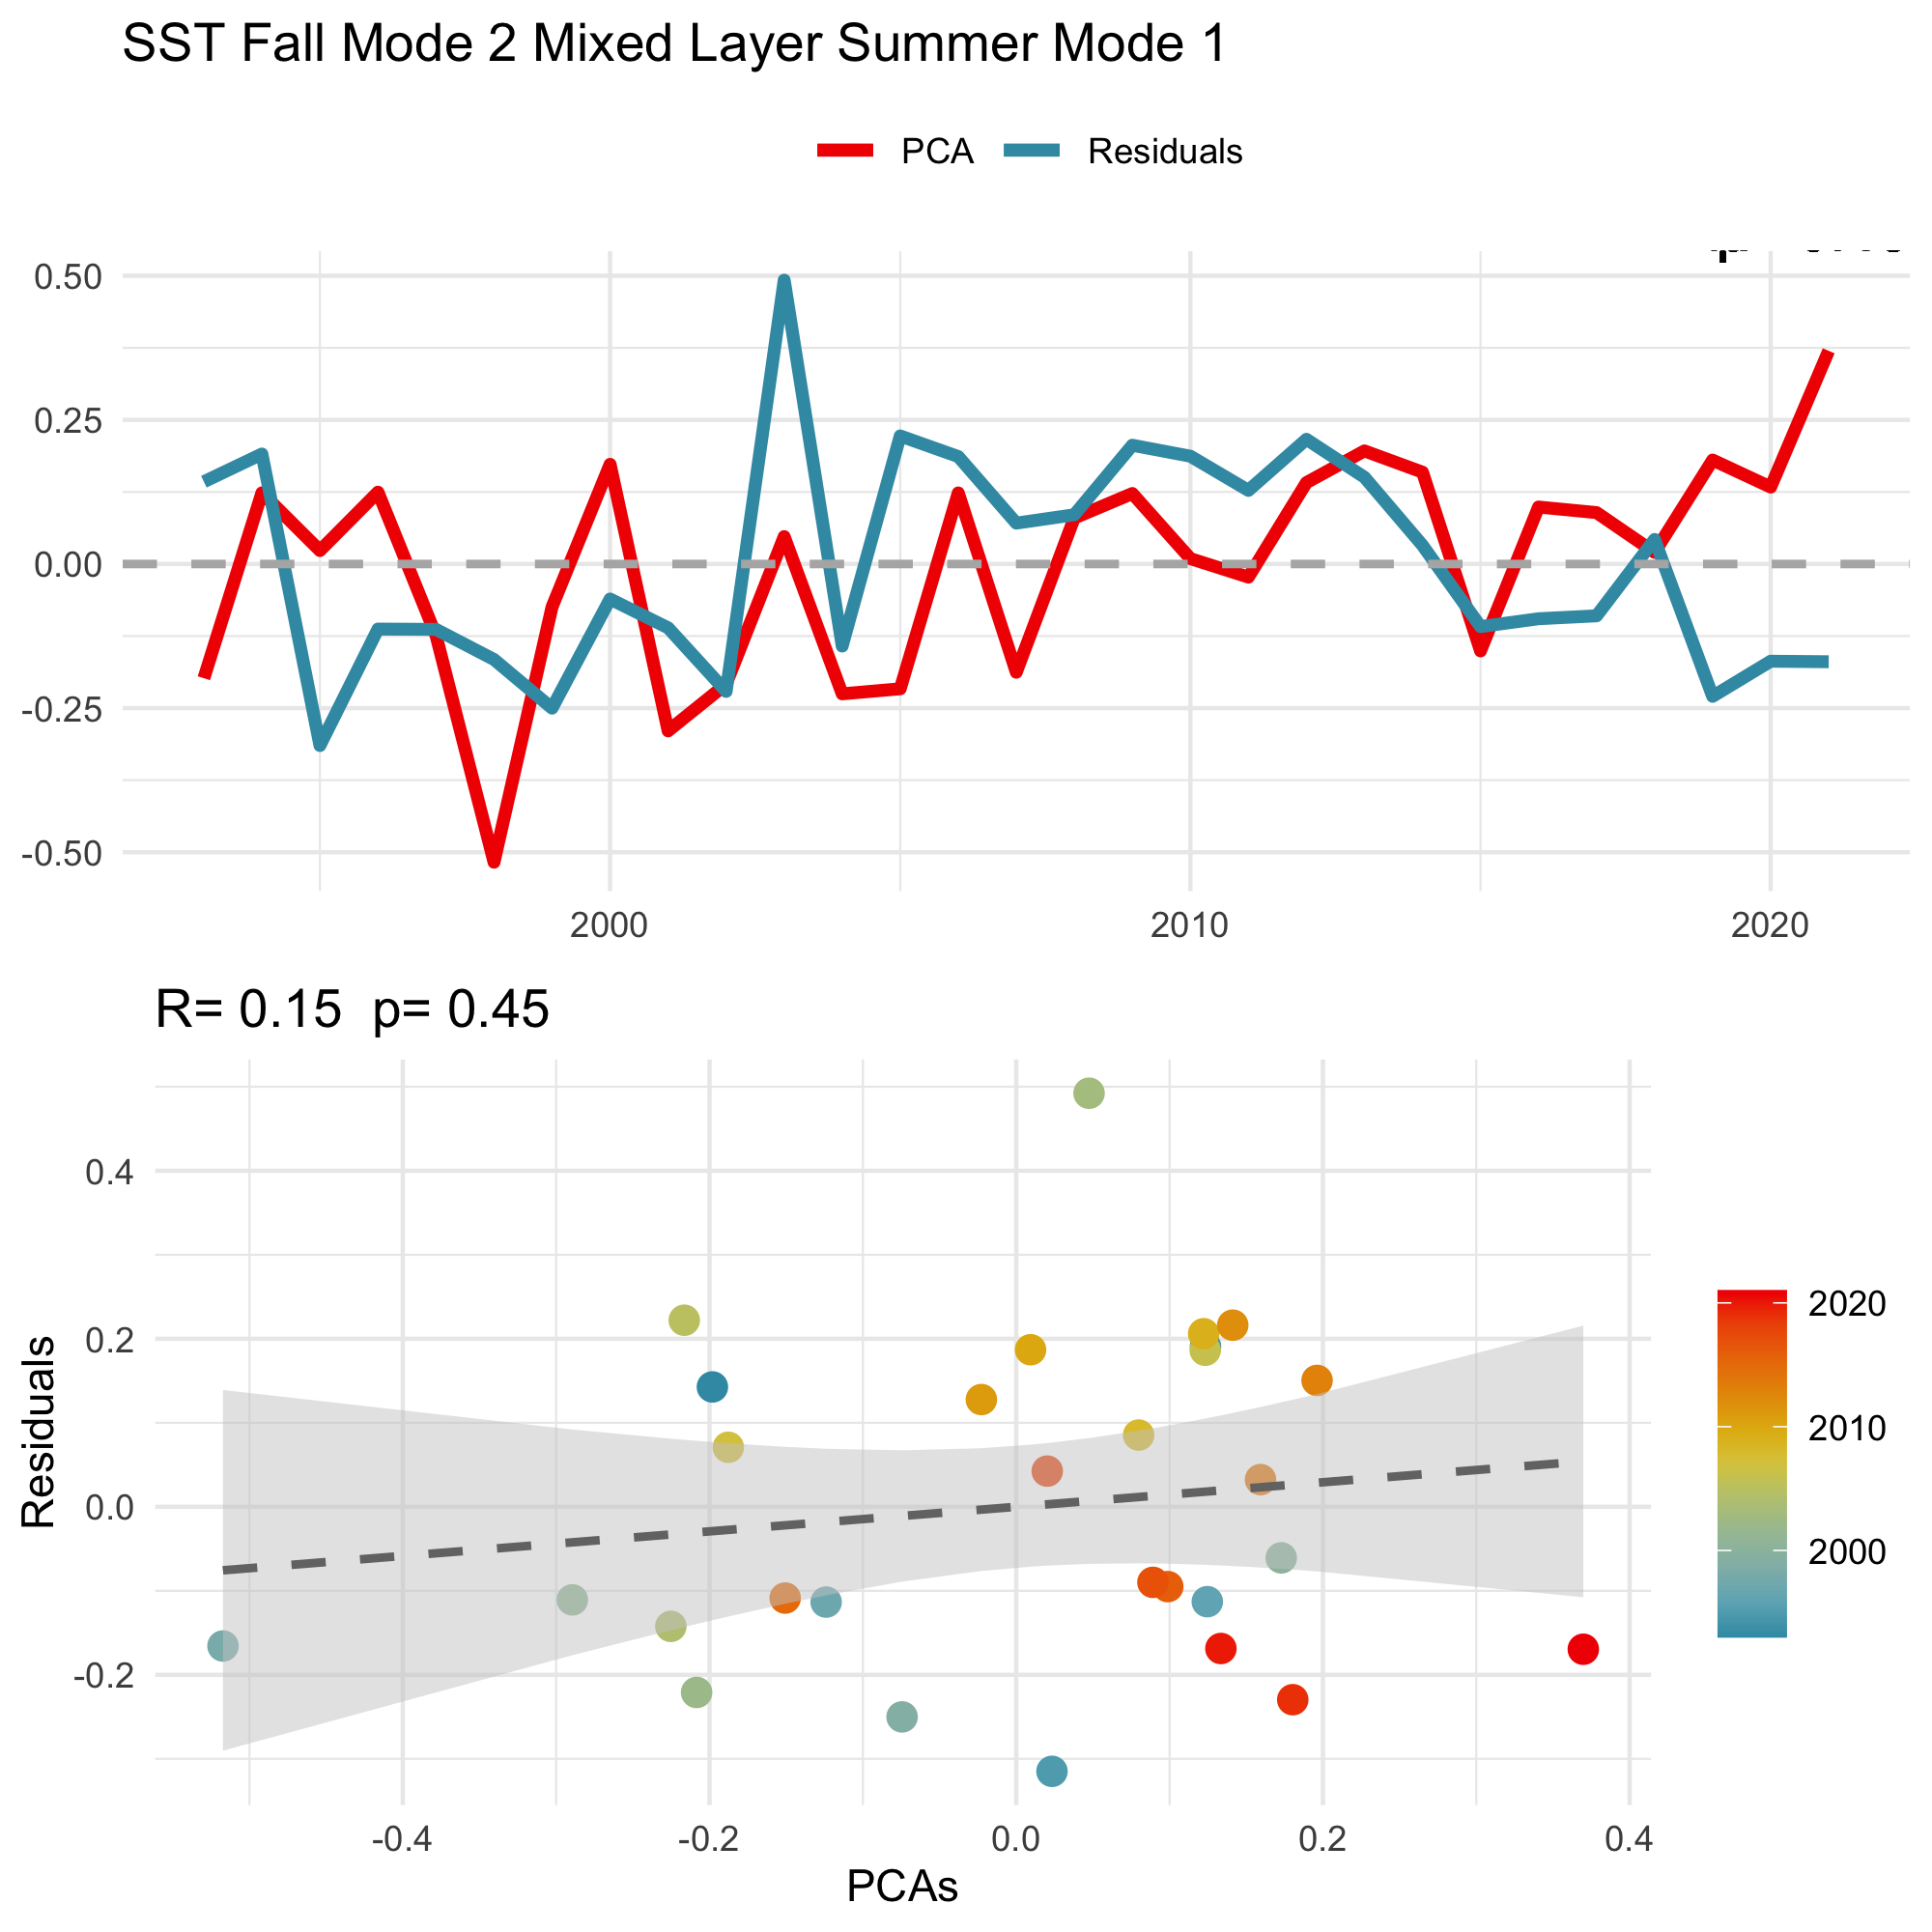 SST Fall Mode 2 Mixed Layer Summer Mode 1
PCA Residuals
0.50
0.25
0.00
-0.25
-0.50
2000 2010 2020
R= 0.15 p= 0.45
Residuals
0.4
0.2
0.0
-0.2
-0.4 -0.2 0.0 0.2 0.4
PCAs
2020
2010
2000